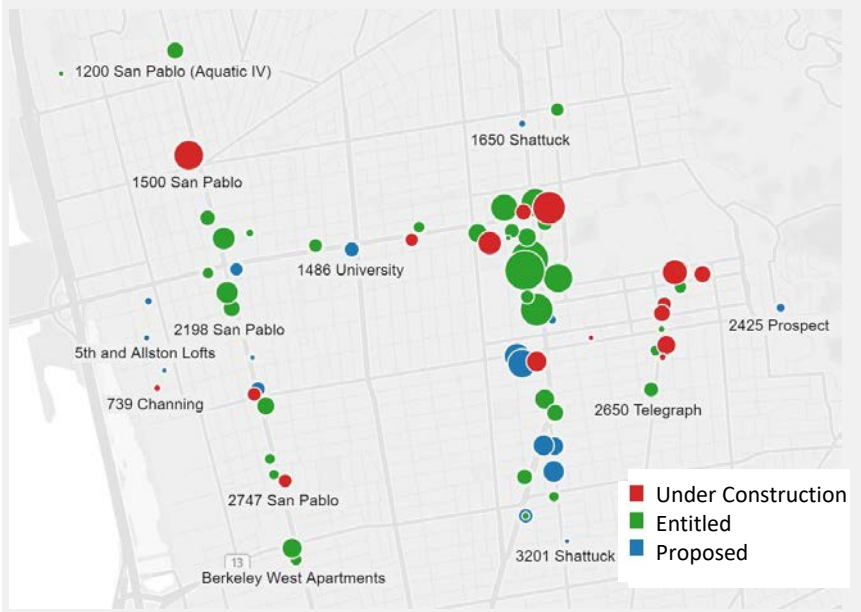 1200 San Pablo (Aquatic IV)
1650 Shattuck
1500 San Pablo
1486 University
2198 San Pablo
2425 Prospect
5th and Allston Lofts
739 Channing
2650 Telegraph
2747 San Pablo
Under Construction
Entitled
Proposed
3201 Shattuck
13
Berkeley West Apartments